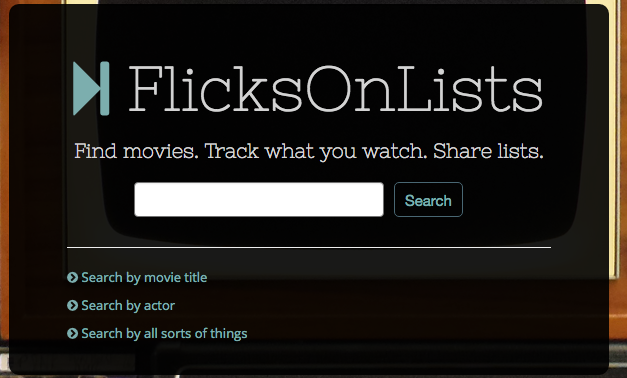 FlicksOnLists
Find movies. Track what you watch. Share lists.
Search
Search by movie title
Search by actor
Search by all sorts of things